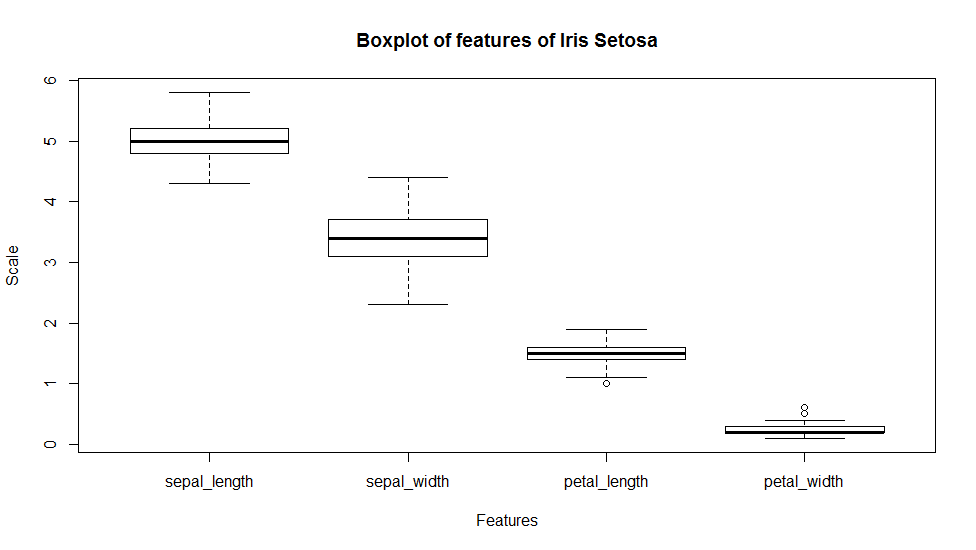 Boxplot of features of Iris Setosa
Scale
6
5
4
3
2
1
0
sepal_length sepal_width petal_length petal_width
Features